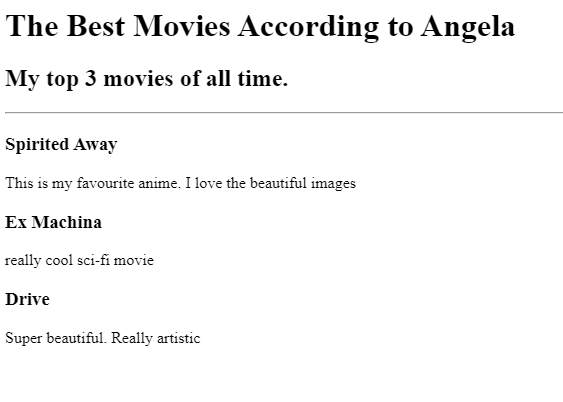 The Best Movies According to Angela
My top 3 movies of all time.
Spirited Away
This is my favourite anime. I love the beautiful images
Ex Machina
really cool sci-fi movie
Drive
Super beautiful. Really artistic